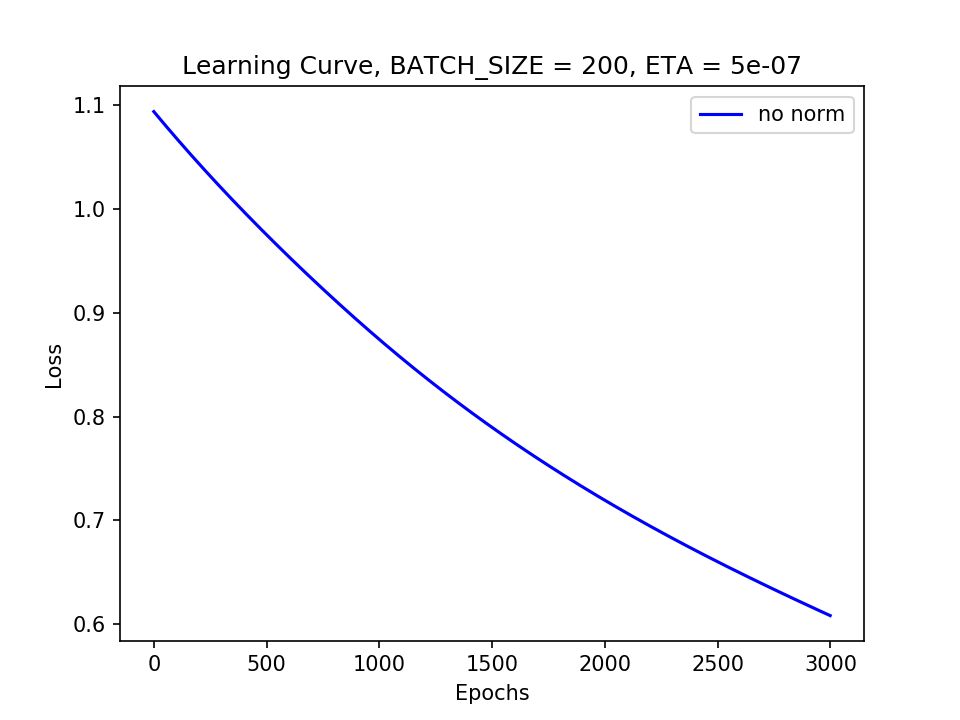 Learning Curve, BATCH_SIZE = 200, ETA = 5e-07
no norm
1.1
1.0
0.9
0.8
0.7
0.6
Loss
0 500 1000 1500 2000 2500 3000
Epochs